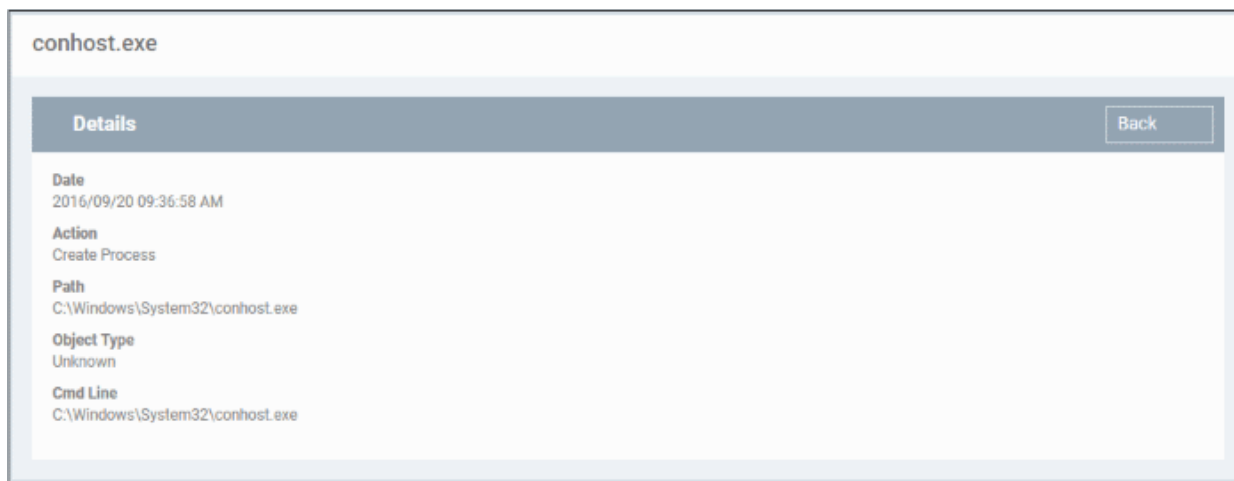 conhost.exe
Details
Back
Date
2016/09/20 09:36:58 AM
Action
Create Process
Path
C:\Windows\System32\conhost.exe
Object Type
Unknown
Cmd Line
C:\Windows\System32\conhost.exe